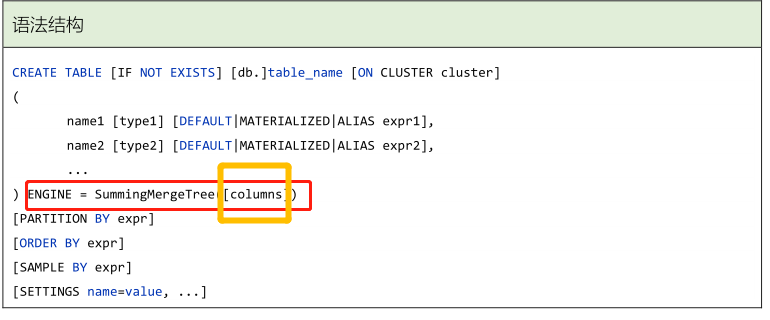 语法结构
CREATE TABLE [IF NOT EXISTS] [db.]table_name [ON CLUSTER cluster]
(
name1 [type1] [DEFAULT|MATERIALIZED|ALIAS expr1],
name2 [type2] [DEFAULT|MATERIALIZED|ALIAS expr2],
...
) ENGINE = SummingMergeTree([columns])
[PARTITION BY expr]
[ORDER BY expr]
[SAMPLE BY expr]
[SETTINGS name=value, ...]